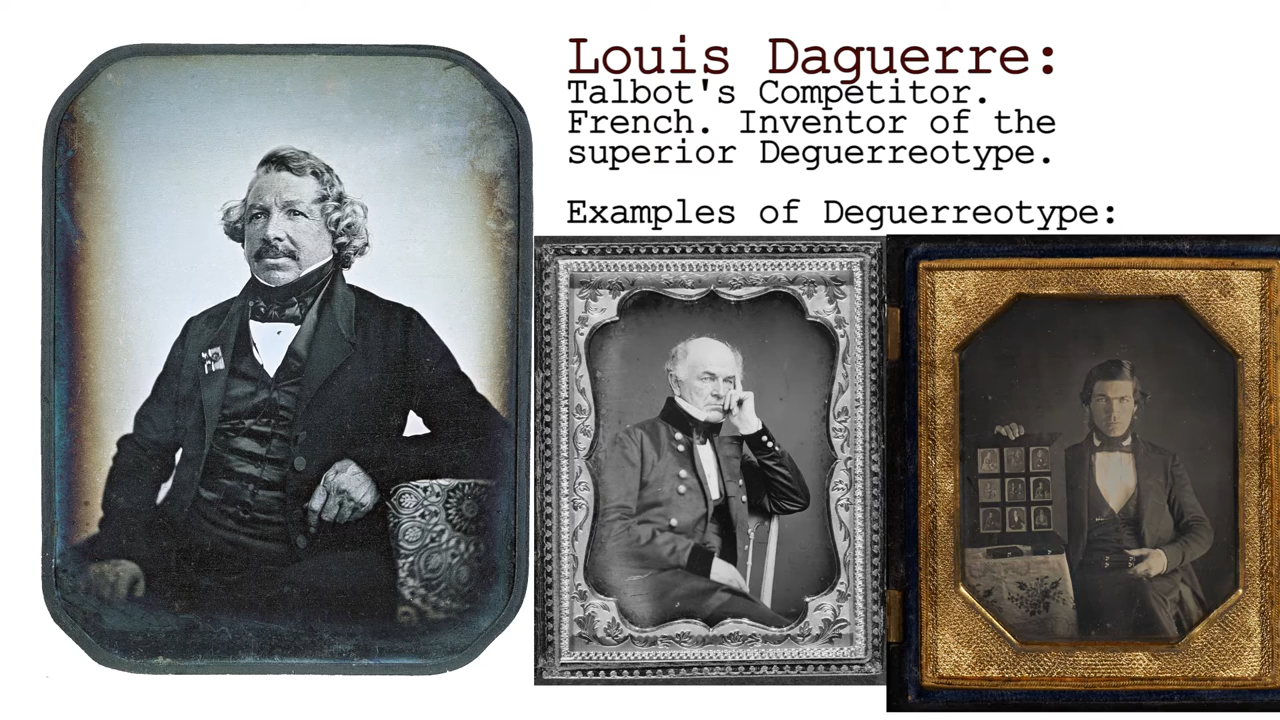 Louis Daguerre:
Talbot's Competitor.
French. Inventor of the
superior Deguerreotype.
Examples of Deguerreotype: